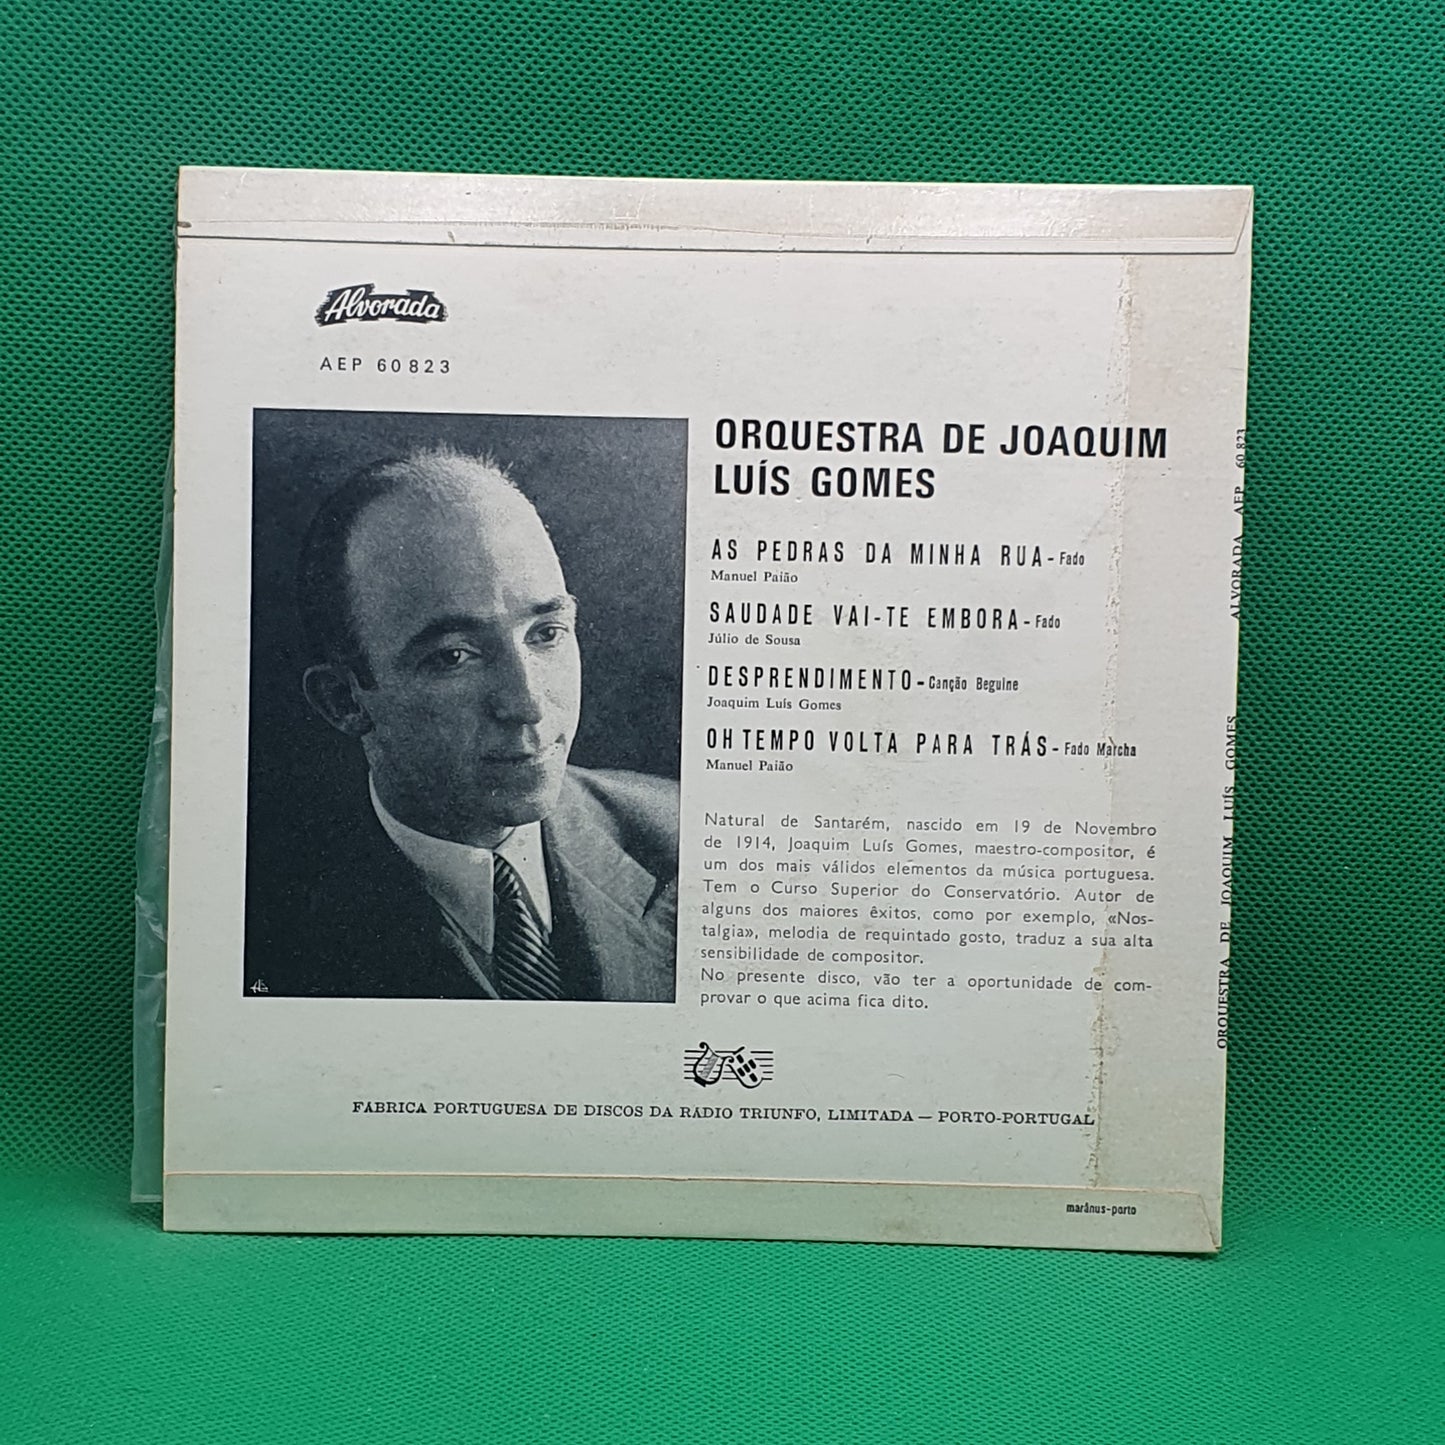 Alvorada
AEP 60823
ORQUESTRA DE JOAQUIM
LUÍS GOMES
AS PEDRAS DA MINHA RUA - Fado
Manuel Paião
SAUDADE VAI-TE EMBORA - Fado
Júlio de Sousa
DESPRENDIMENTO - Canção Beguine
Joaquim Luís Gomes
OH TEMPO VOLTA PARA TRÁS - Fado Marcha
Manuel Paião
Natural de Santarém, nascido em 19 de Novembro
de 1914, Joaquim Luís Gomes, maestro-compositor, é
um dos mais válidos elementos da música portuguesa.
Tem o Curso Superior do Conservatório. Autor de
alguns dos maiores êxitos, como por exemplo, «Nos-
talgia», melodia de requintado gosto, traduz a sua alta
sensibilidade de compositor.
No presente disco, vão ter a oportunidade de com-
provar o que acima fica dito.
FÁBRICA PORTUGUESA DE DISCOS DA RÁDIO TRIUNFO, LIMITADA — PORTO-PORTUGAL
marânus-porto
ORQUESTRA DE JOAQUIM LUÍS GOMES ALVORADA AEP 60 823